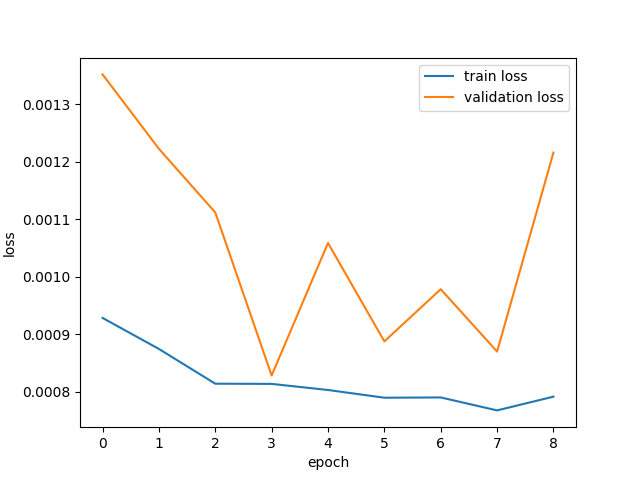 train loss
validation loss
0.0013
0.0012
0.0011
0.0010
0.0009
0.0008
loss
0 1 2 3 4 5 6 7 8
epoch